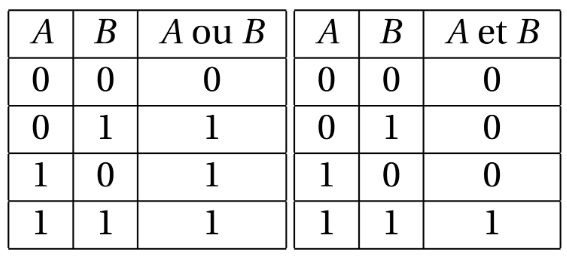 A B A ou B A B A et B
0 0 0 0 0 0
0 1 1 0 1 0
1 0 1 1 0 0
1 1 1 1 1 1